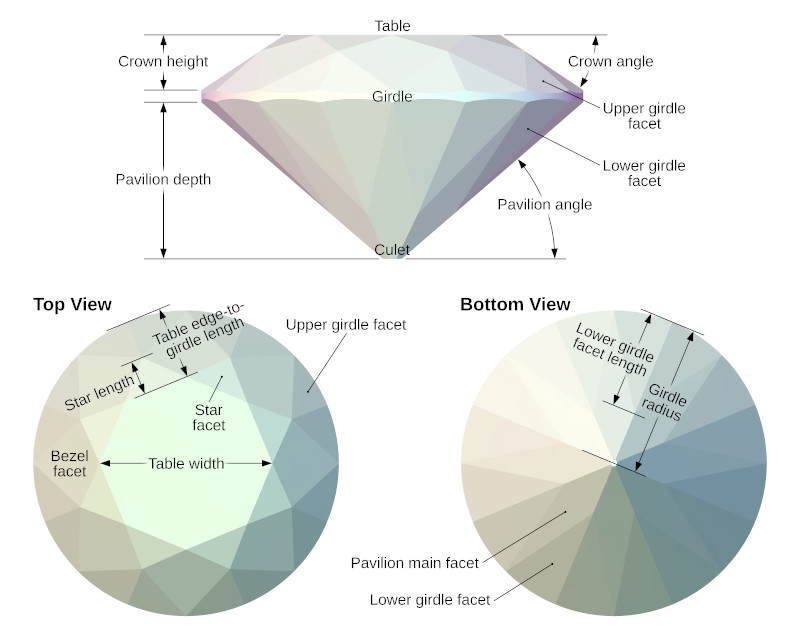 Table
Crown height
Crown angle
Girdle
Upper girdle
facet
Lower girdle
facet
Pavilion depth
Pavilion angle
Culet
Top View
Table edge-to-
girdle length
Upper girdle facet
Star length
Star
facet
Bezel
facet
Table width
Bottom View
Lower girdle
facet length
Girdle
radius
Pavilion main facet
Lower girdle facet